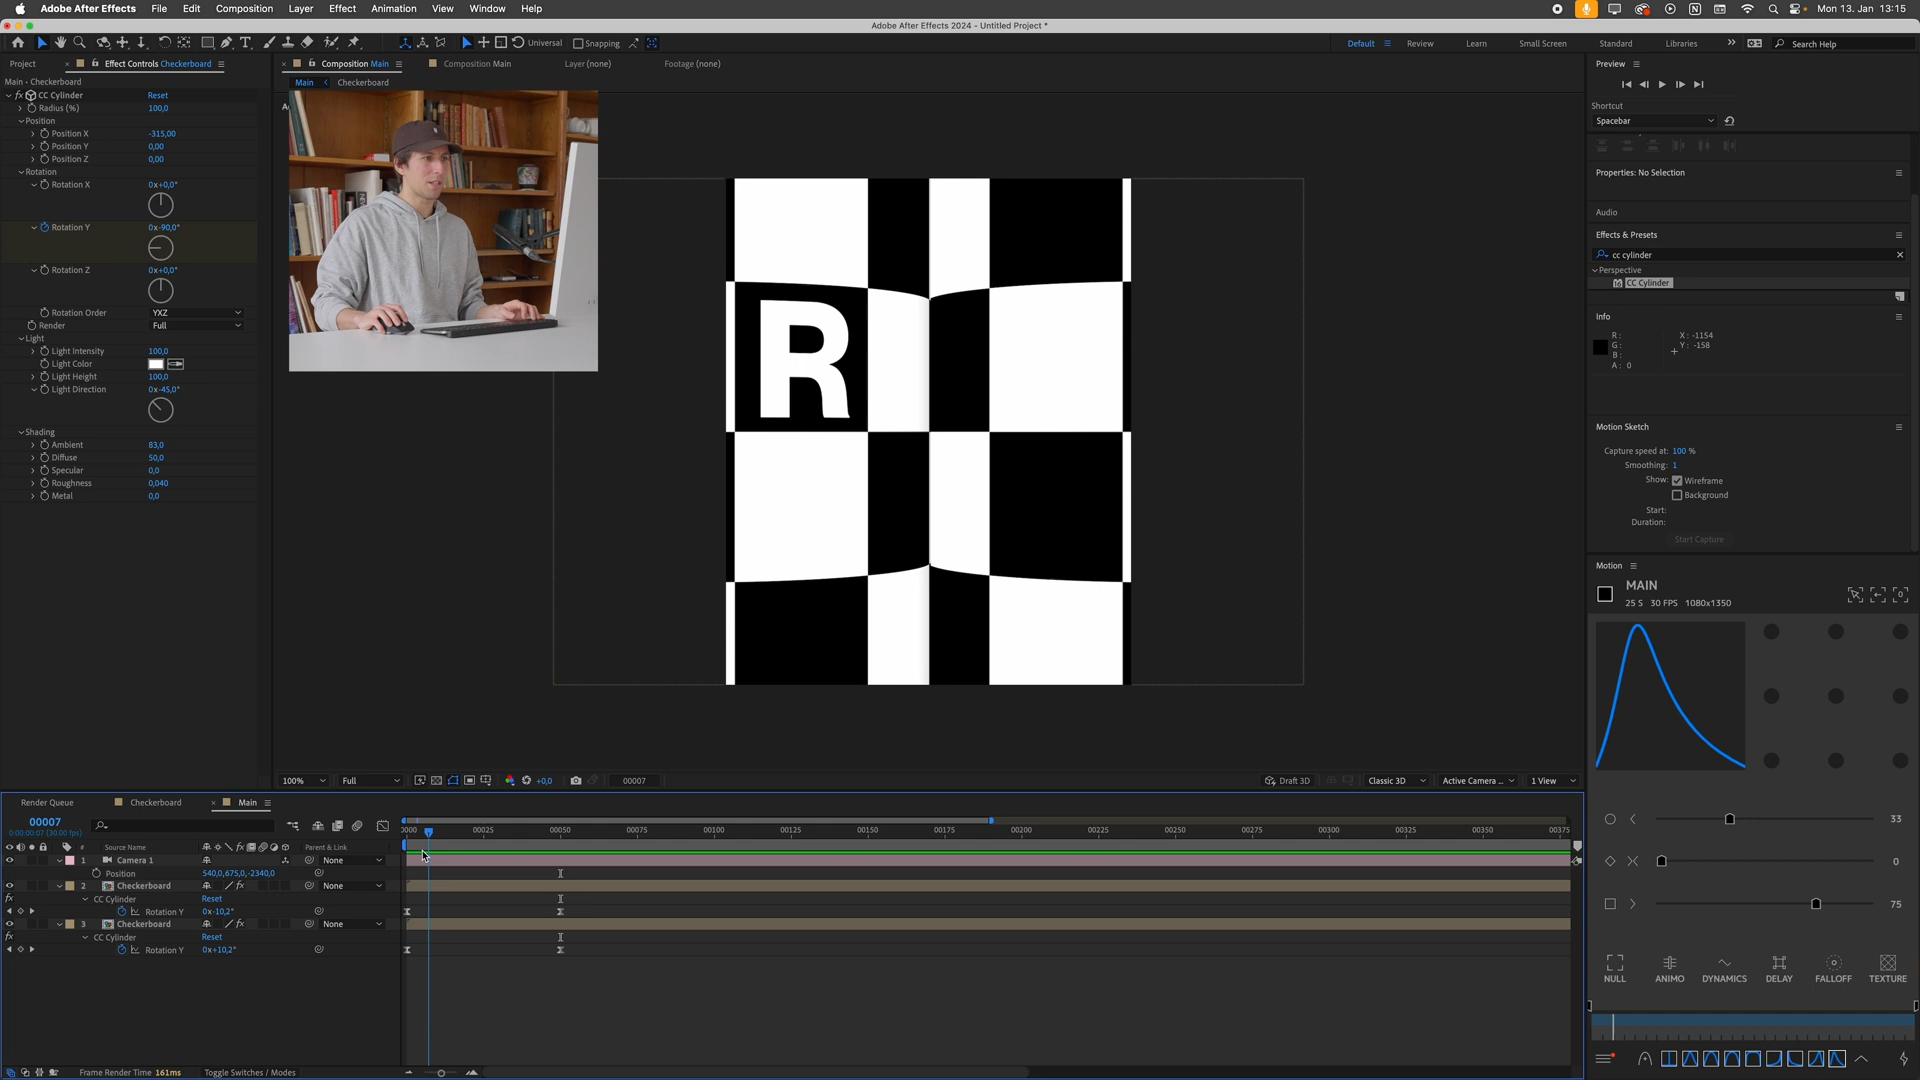 Adobe After Effects File Edit Composition Layer Effect Animation View Window Help Mon 13. Jan 13:15
Adobe After Effects 2024 - Untitled Project *
Universal Snapping Default Review Learn Small Screen Standard Libraries Search Help
Project Effect Controls Checkerboard Composition Main Composition Main Layer (none) Footage (none) Preview
Main • Checkerboard
Main Checkerboard
CC Cylinder Reset
Radius (%) 100,0
Position
Position X -315,00
Position Y 0,00
Position Z 0,00
Rotation
Rotation X 0x+0,0°
Rotation Y 0x-90,0°
Rotation Z 0x+0,0°
Rotation Order YXZ
Render Full
Light
Light Intensity 100,0
Light Color
Light Height 100,0
Light Direction 0x-45,0°
Shading
Ambient 83,0
Diffuse 50,0
Specular 0,0
Roughness 0,040
Metal 0,0
R
Shortcut
Spacebar
Properties: No Selection
Audio
Effects & Presets
cc cylinder
Perspective
CC Cylinder
Info
R : X : -1154
G : Y : -158
B :
A : 0
Motion Sketch
Capture speed at: 100 %
Smoothing: 1
Show: Wireframe
Background
Start:
Duration:
Start Capture
Motion
MAIN
25 S 30 FPS 1080x1350
33
0
75
NULL ANIMO DYNAMICS DELAY FALLOFF TEXTURE
100% Full +0,0 00007 Draft 3D Classic 3D Active Camera ... 1 View
Render Queue Checkerboard Main
00007
0:00:00:07 (30.00 fps)
00025 00050 00075 00100 00125 00150 00175 00200 00225 00250 00275 00300 00325 00350 00375
# Source Name Parent & Link
1 Camera 1 None
Position 540,0,675,0,-2340,0
2 Checkerboard None
CC Cylinder Reset
Rotation Y 0x-10,2°
3 Checkerboard None
CC Cylinder Reset
Rotation Y 0x+10,2°
Frame Render Time 161ms Toggle Switches / Modes